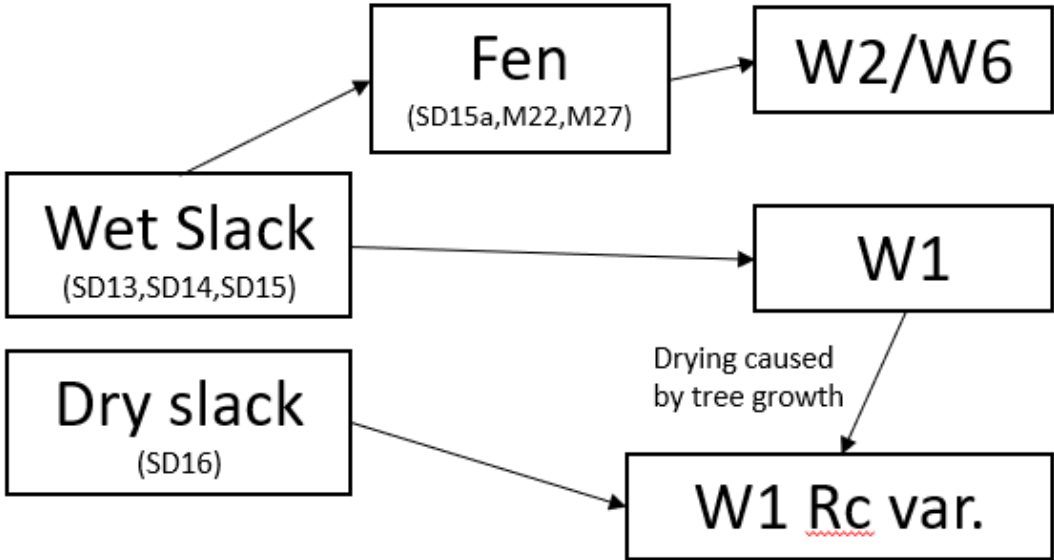 Fen
(SD15a,M22,M27)
W2/W6
Wet Slack
(SD13,SD14,SD15)
W1
Drying caused
by tree growth
Dry slack
(SD16)
W1 Rc var.